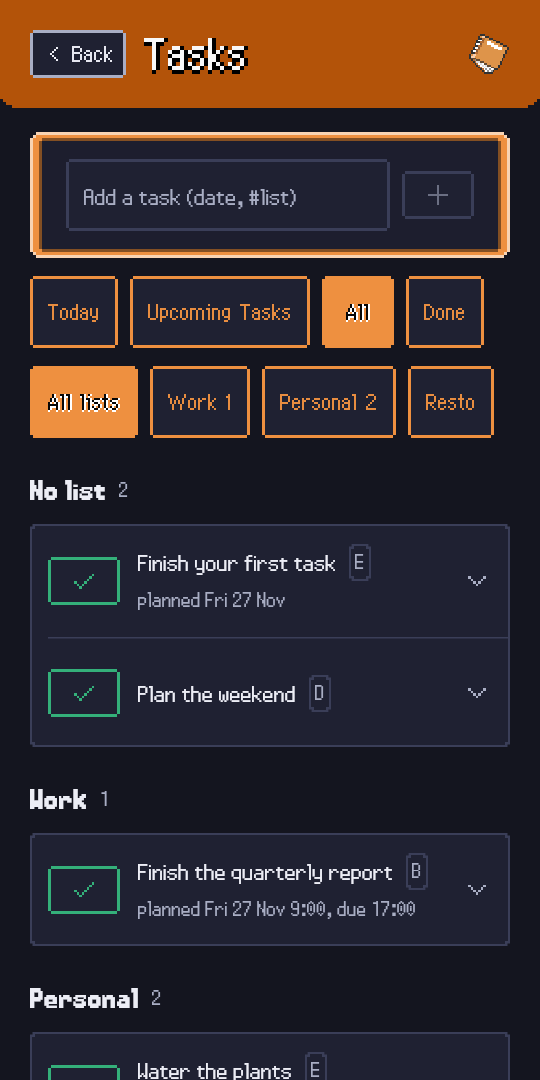 Back
Tasks
Add a task (date, #list)
Today
Upcoming Tasks
All
Done
All lists
Work 1
Personal 2
Resto
No list 2
Finish your first task E
planned Fri 27 Nov
Plan the weekend D
Work 1
Finish the quarterly report B
planned Fri 27 Nov 9:00, due 17:00
Personal 2
Water the plants E